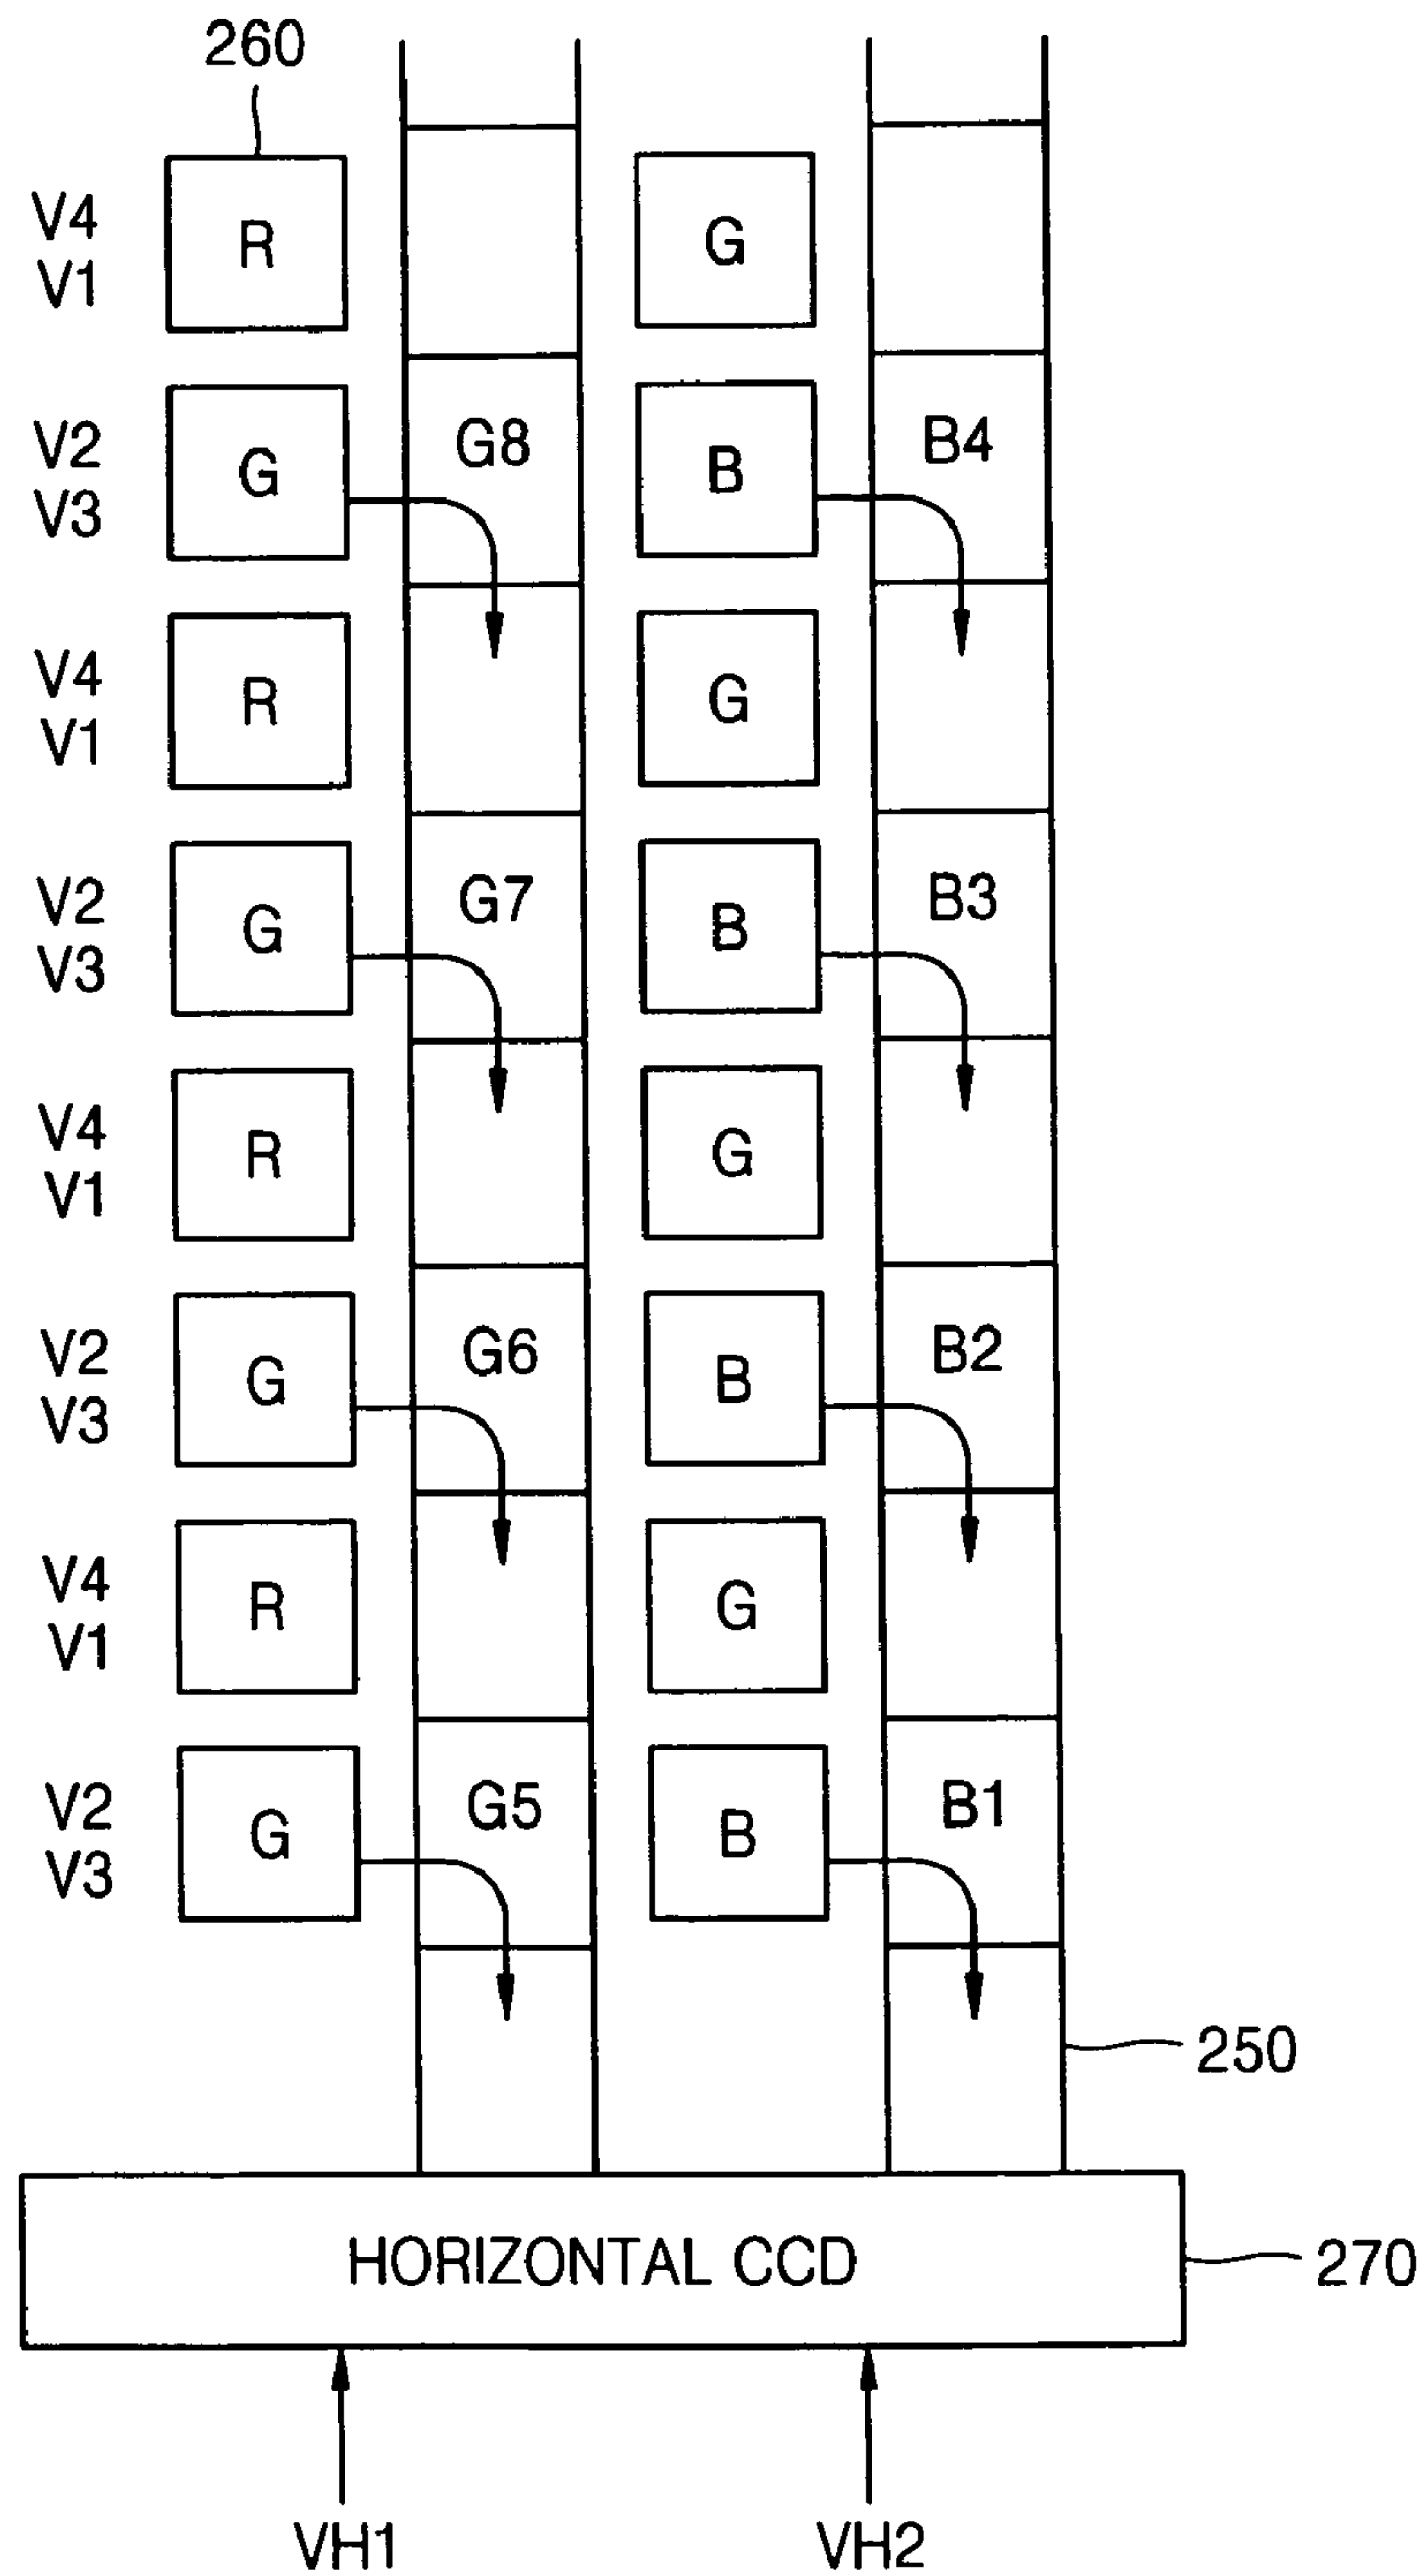 260
V4
V1
R
G
V2
V3
G
G8
B
B4
V4
V1
R
G
V2
V3
G
G7
B
B3
V4
V1
R
G
V2
V3
G
G6
B
B2
V4
V1
R
G
V2
V3
G
G5
B
B1
250
HORIZONTAL CCD
270
VH1
VH2